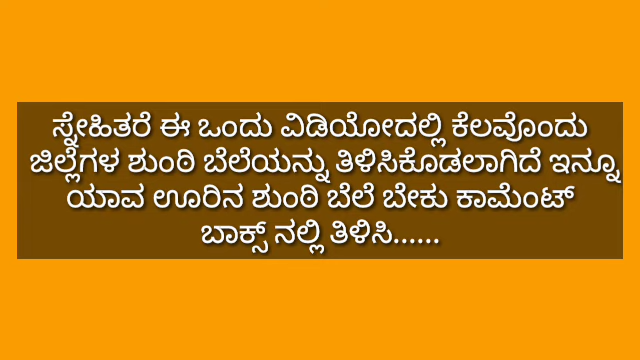 ಸ್ನೇಹಿತರೆ ಈ ಒಂದು ವಿಡಿಯೋದಲ್ಲಿ ಕೆಲವೊಂದು
ಜಿಲ್ಲೆಗಳ ಶುಂಠಿ ಬೆಲೆಯನ್ನು ತಿಳಿಸಿಕೊಡಲಾಗಿದೆ ಇನ್ನೂ
ಯಾವ ಊರಿನ ಶುಂಠಿ ಬೆಲೆ ಬೇಕು ಕಾಮೆಂಟ್
ಬಾಕ್ಸ್ ನಲ್ಲಿ ತಿಳಿಸಿ......